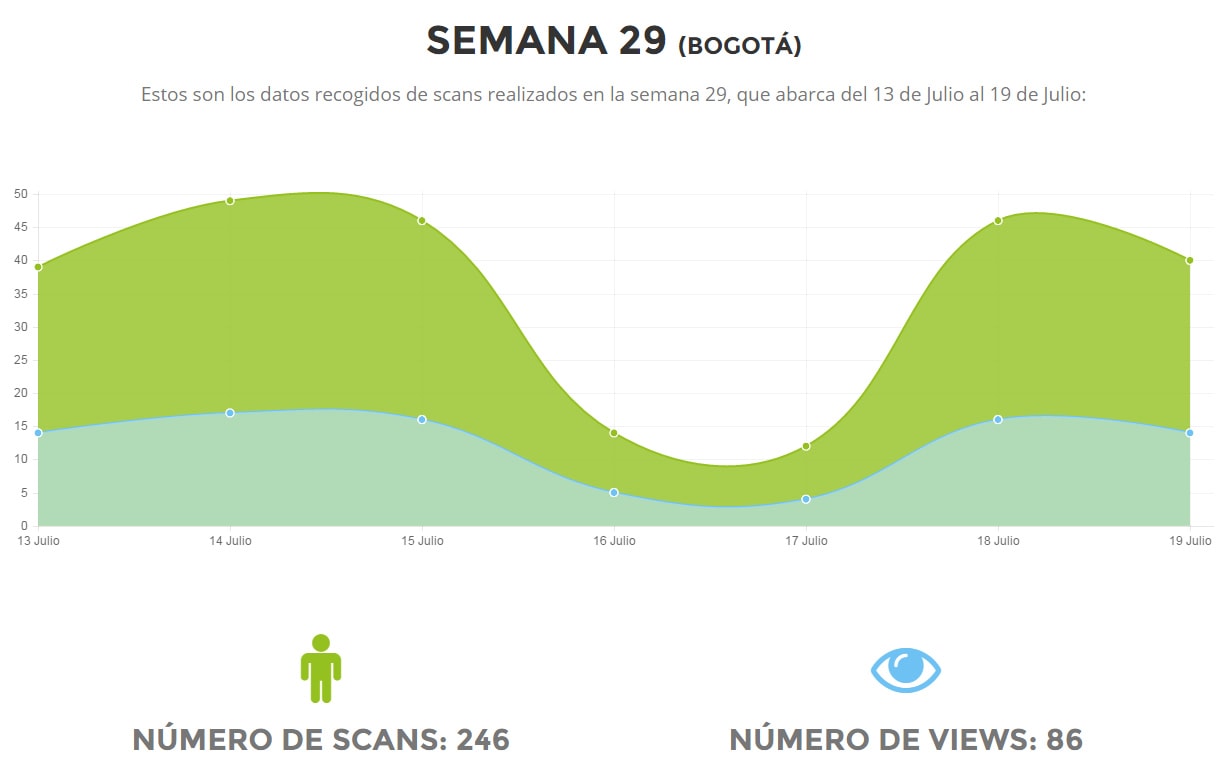 SEMANA 29 (BOGOTÁ)
Estos son los datos recogidos de scans realizados en la semana 29, que abarca del 13 de Julio al 19 de Julio:
50
45
40
35
30
25
20
15
10
5
0
13 Julio 14 Julio 15 Julio 16 Julio 17 Julio 18 Julio 19 Julio
NÚMERO DE SCANS: 246 NÚMERO DE VIEWS: 86